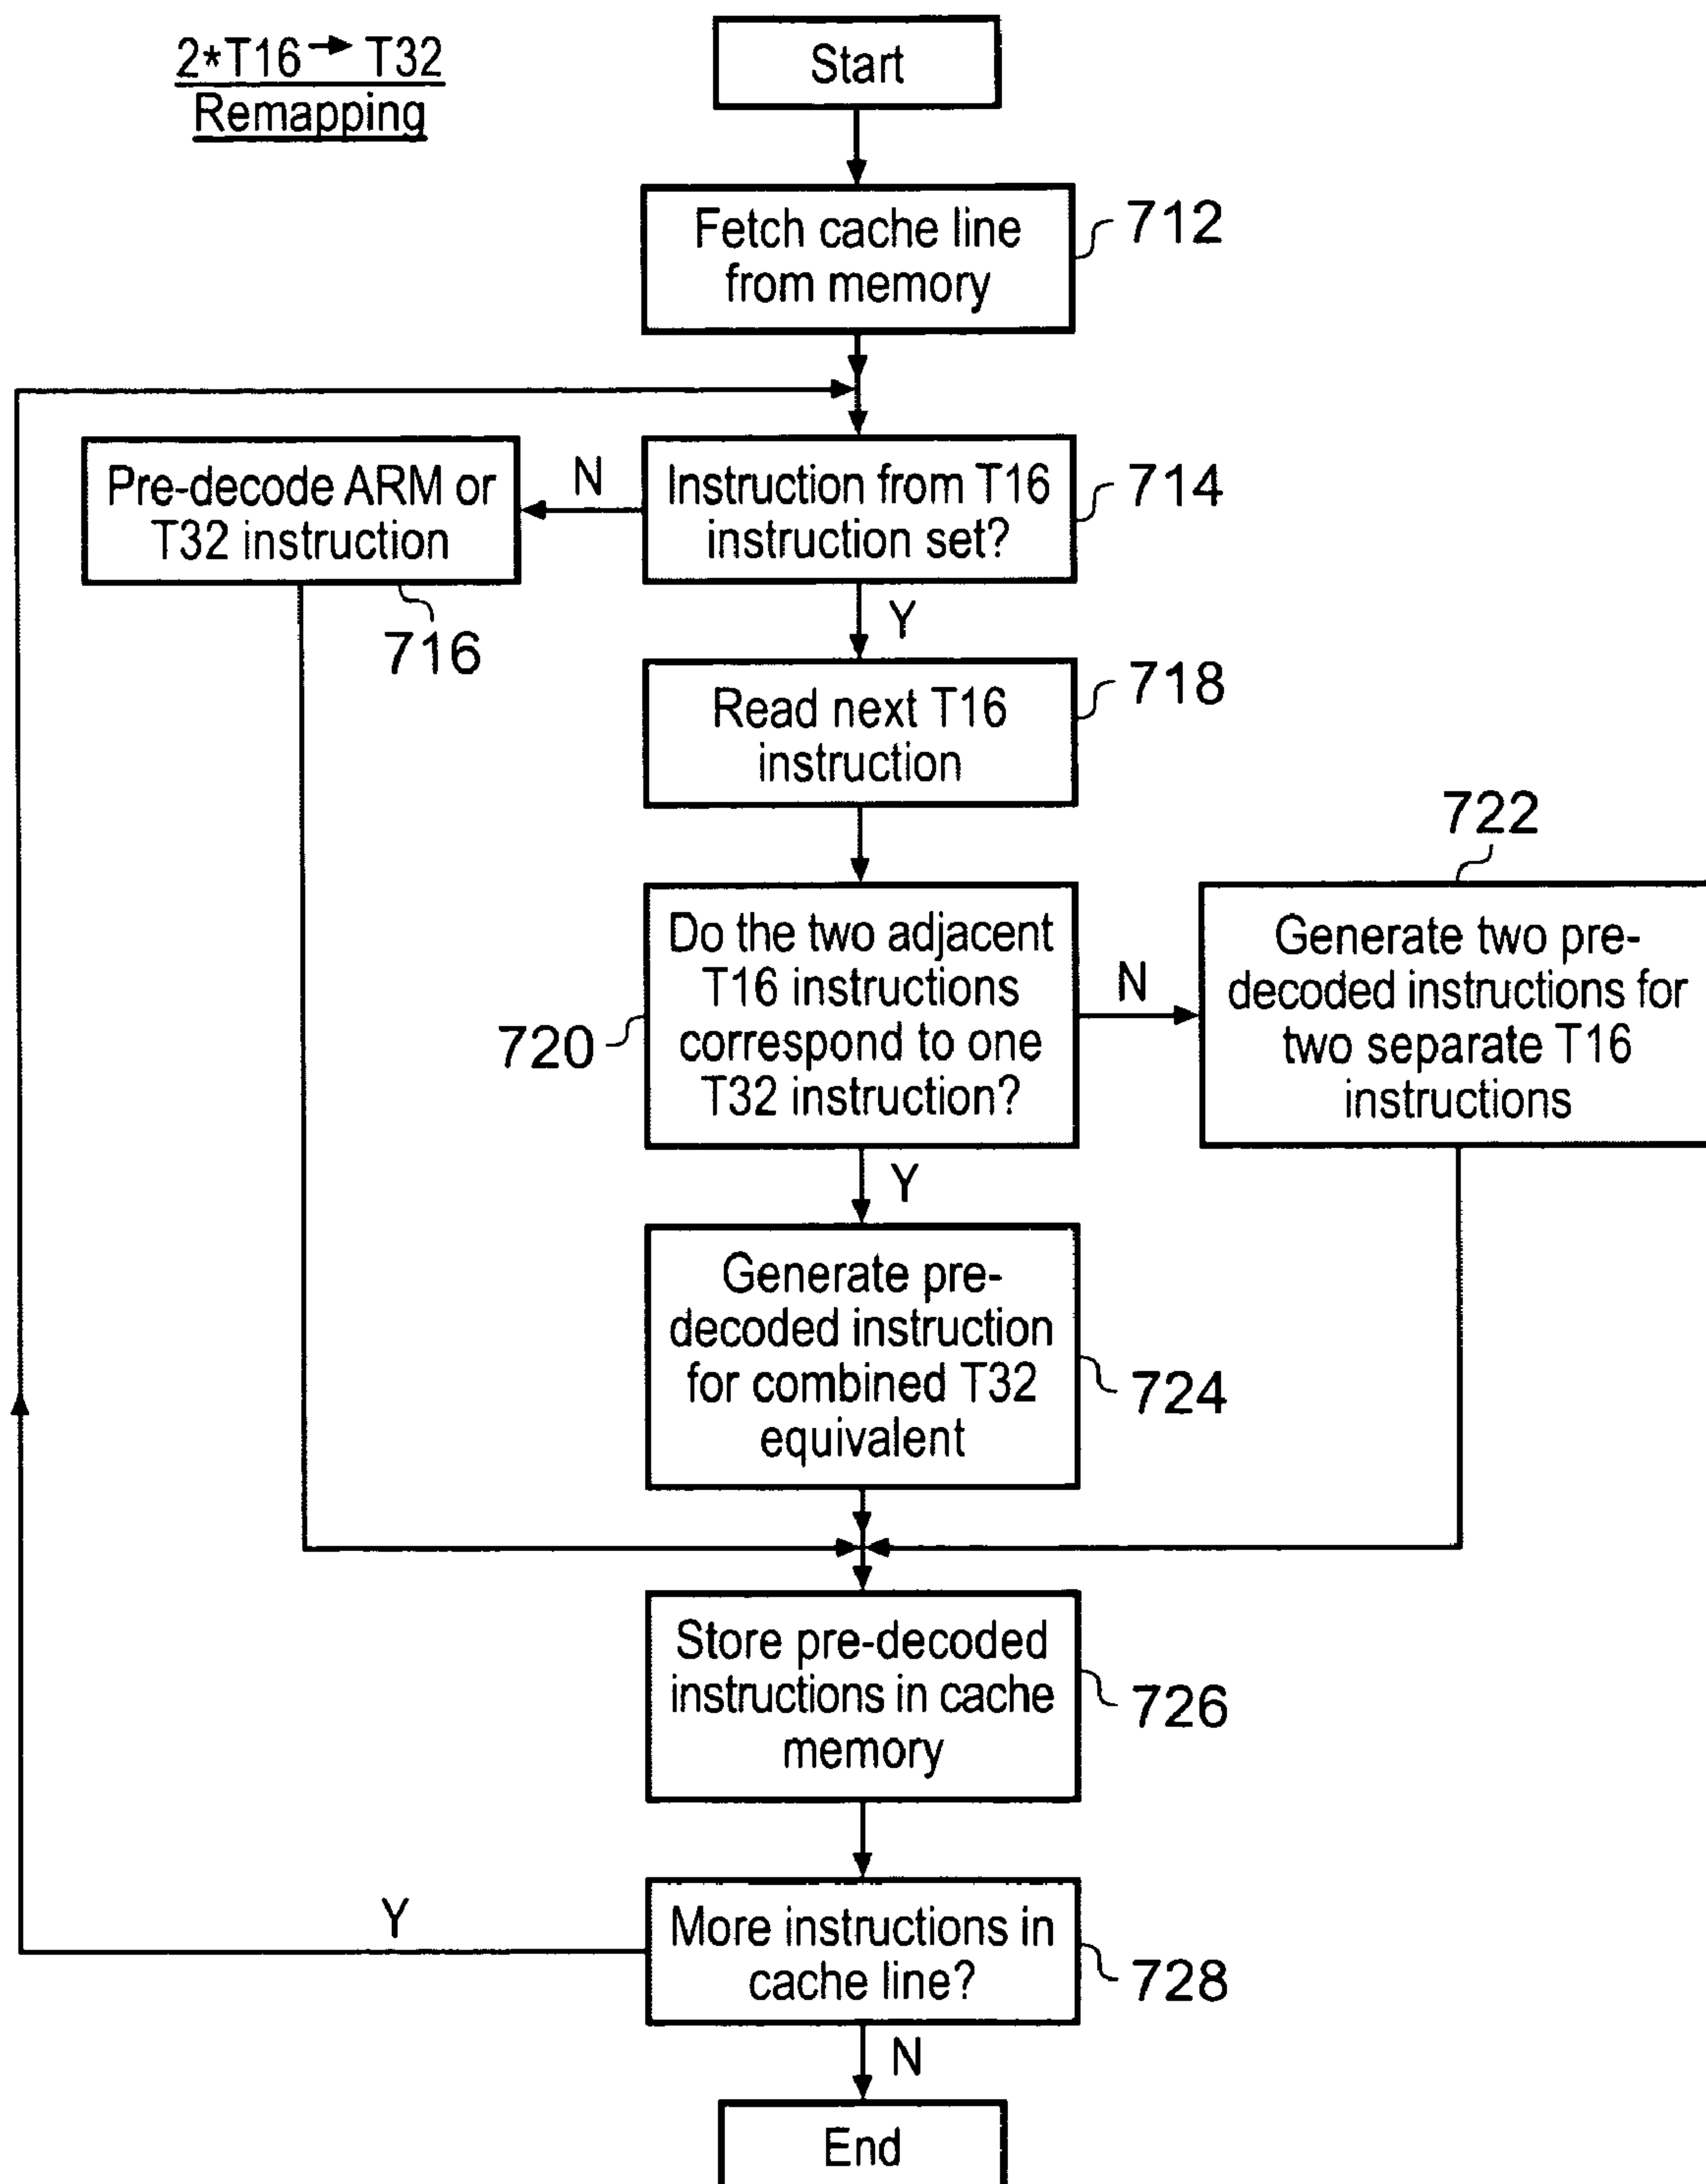 2*T16 → T32
Remapping
Start
Fetch cache line
from memory
712
Instruction from T16
instruction set?
714
N
Pre-decode ARM or
T32 instruction
716
Y
Read next T16
instruction
718
Do the two adjacent
T16 instructions
correspond to one
T32 instruction?
720
N
722
Generate two pre-
decoded instructions for
two separate T16
instructions
Y
Generate pre-
decoded instruction
for combined T32
equivalent
724
Store pre-decoded
instructions in cache
memory
726
More instructions in
cache line?
728
Y
N
End